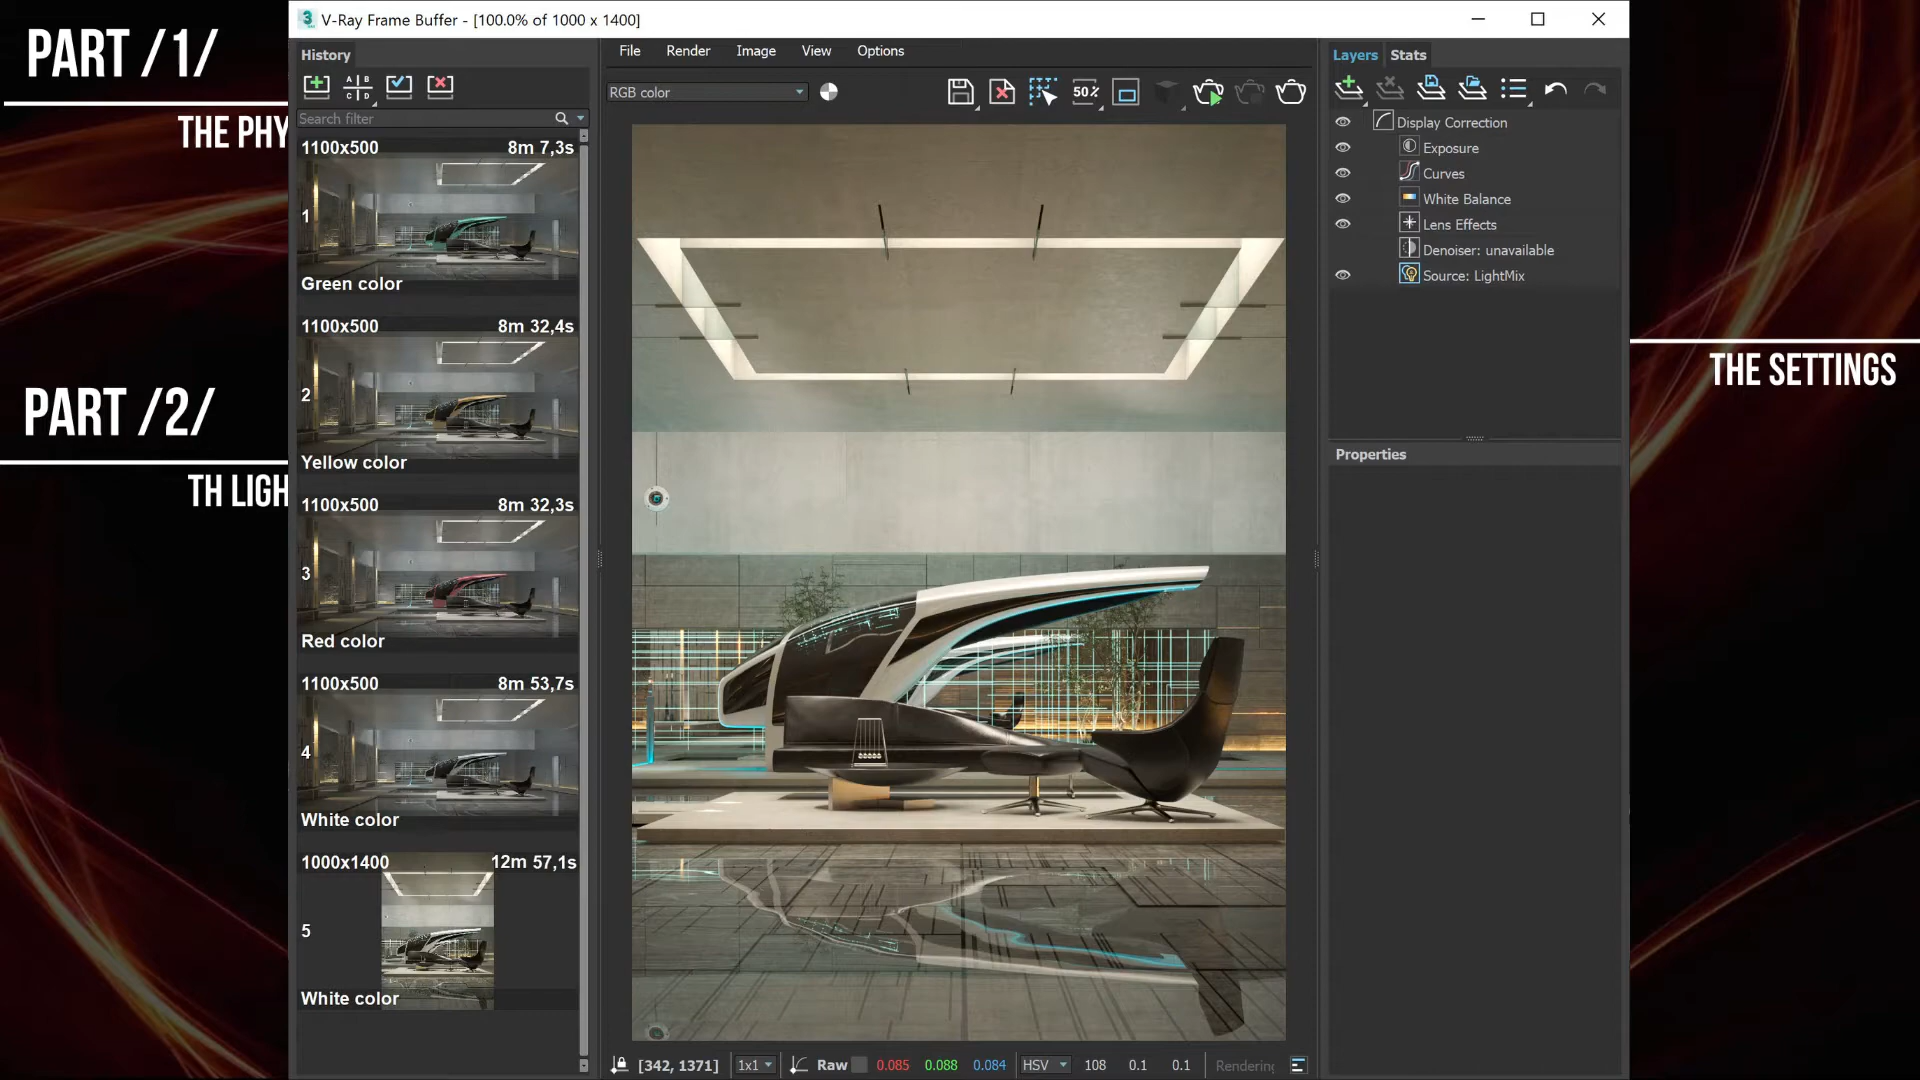 PART /1/
THE PHY
PART /2/
TH LIGH
THE SETTINGS
V-Ray Frame Buffer - [100.0% of 1000 x 1400]
History
Search filter
1100x500 8m 7,3s
1
Green color
1100x500 8m 32,4s
2
Yellow color
1100x500 8m 32,3s
3
Red color
1100x500 8m 53,7s
4
White color
1000x1400 12m 57,1s
5
White color
File Render Image View Options
RGB color
50%
[342, 1371] 1x1 Raw 0.085 0.088 0.084 HSV 108 0.1 0.1 Rendering
Layers Stats
Display Correction
Exposure
Curves
White Balance
Lens Effects
Denoiser: unavailable
Source: LightMix
Properties